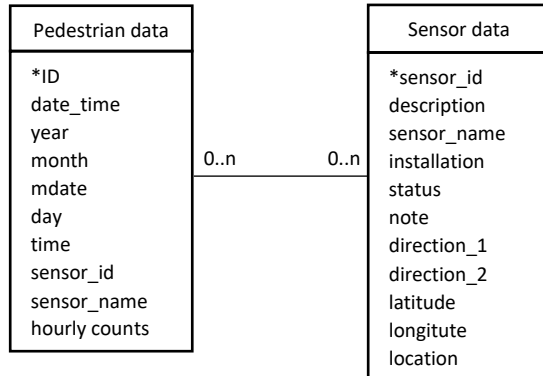 Pedestrian data
*ID
date_time
year
month
mdate
day
time
sensor_id
sensor_name
hourly counts
0..n
0..n
Sensor data
*sensor_id
description
sensor_name
installation
status
note
direction_1
direction_2
latitude
longitute
location